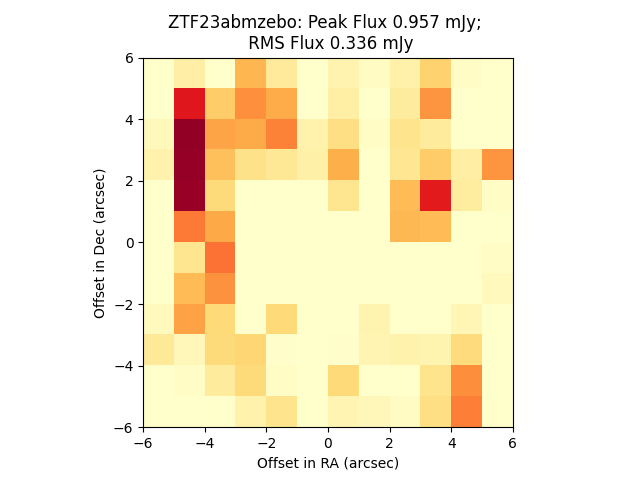 ZTF23abmzebo: Peak Flux 0.957 mJy;
RMS Flux 0.336 mJy
6
4
2
0
−2
−4
−6
Offset in Dec (arcsec)
−6 −4 −2 0 2 4 6
Offset in RA (arcsec)